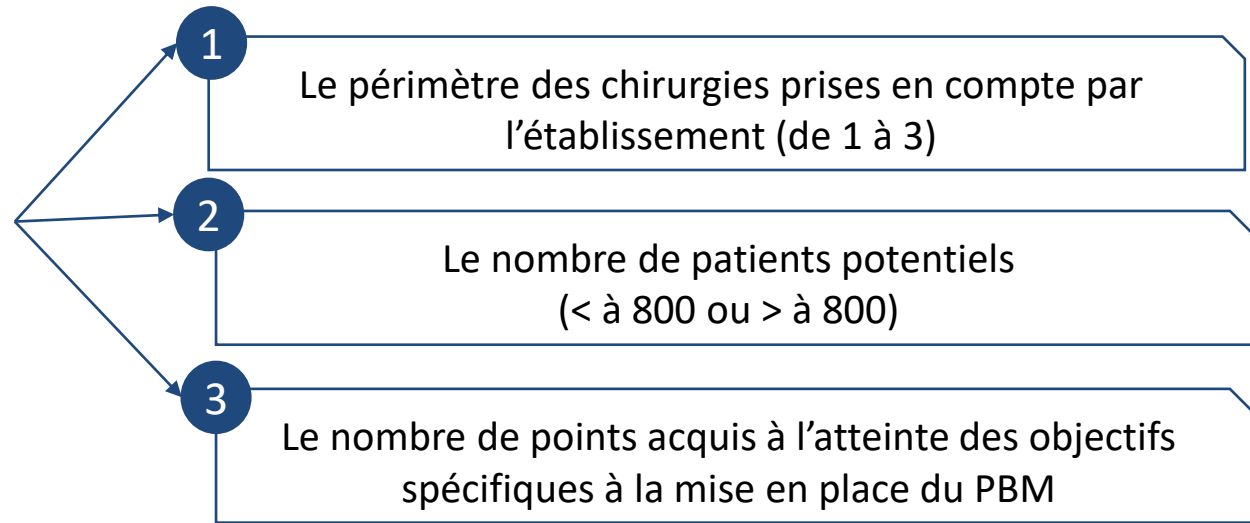 1
Le périmètre des chirurgies prises en compte par
l’établissement (de 1 à 3)
2
Le nombre de patients potentiels
(< à 800 ou > à 800)
3
Le nombre de points acquis à l’atteinte des objectifs
spécifiques à la mise en place du PBM